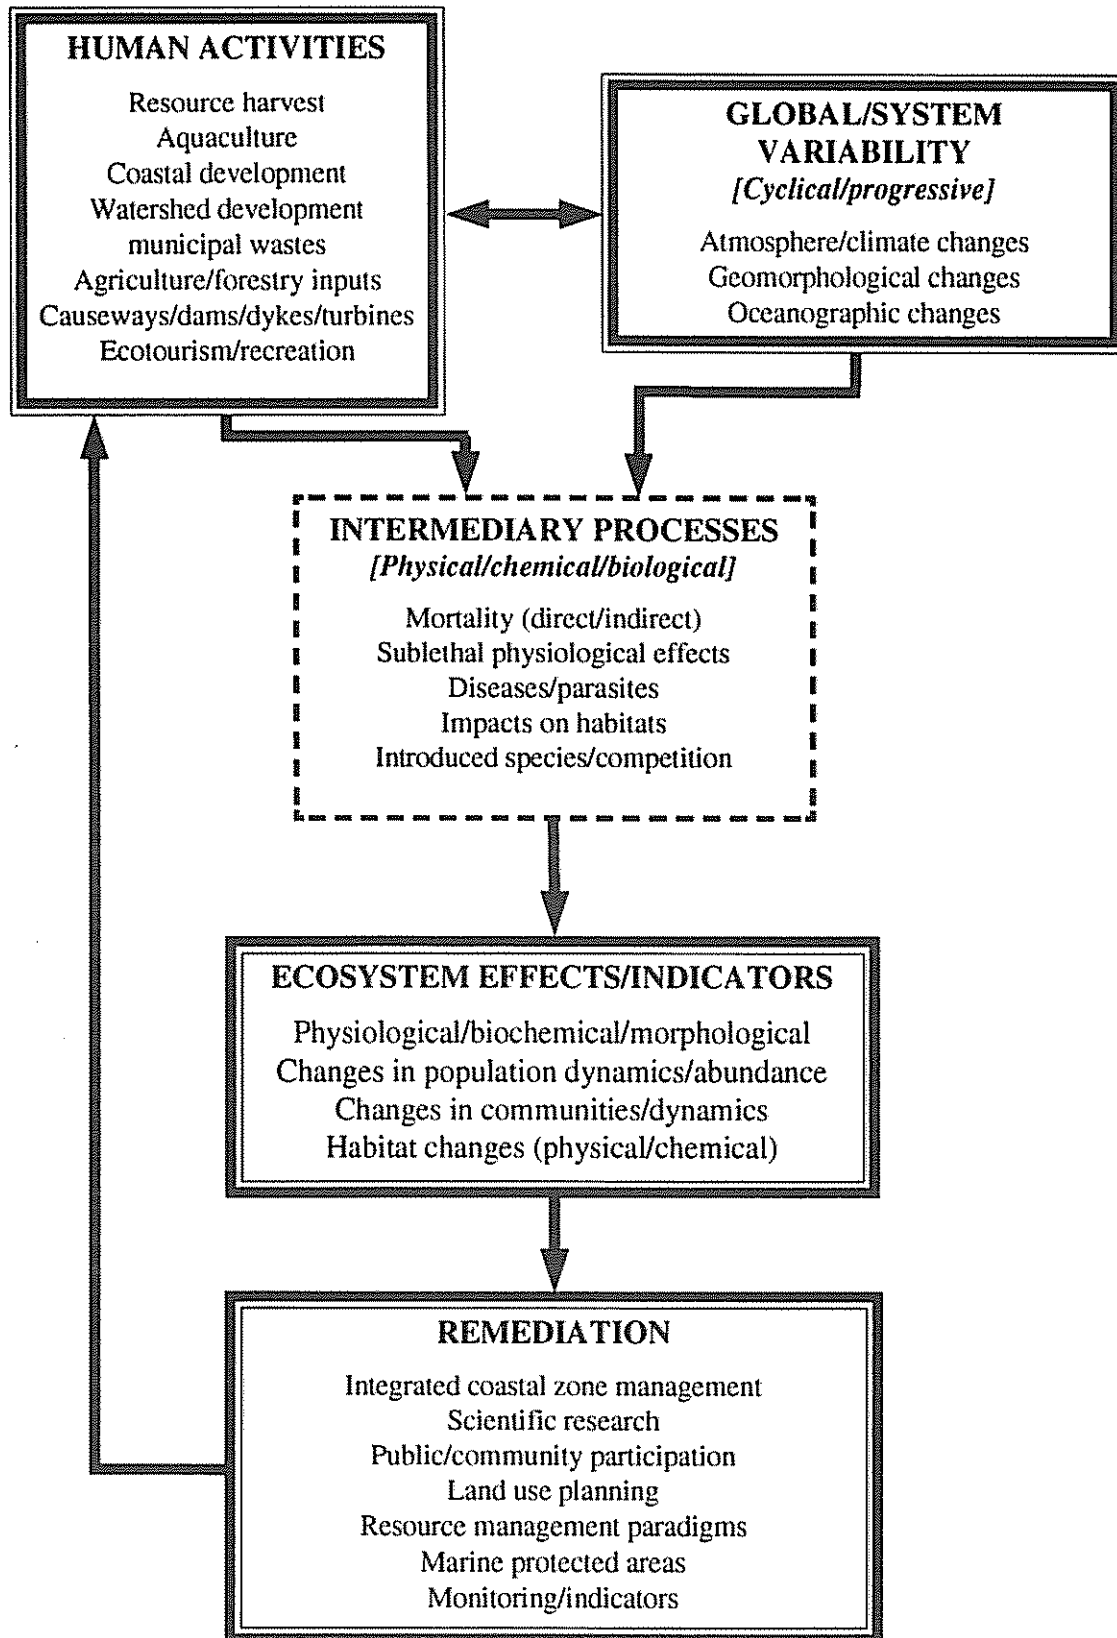 HUMAN ACTIVITIES
Resource harvest
Aquaculture
Coastal development
Watershed development
municipal wastes
Agriculture/forestry inputs
Causeways/dams/dykes/turbines
Ecotourism/recreation
GLOBAL/SYSTEM
VARIABILITY
[Cyclical/progressive]
Atmosphere/climate changes
Geomorphological changes
Oceanographic changes
INTERMEDIARY PROCESSES
[Physical/chemical/biological]
Mortality (direct/indirect)
Sublethal physiological effects
Diseases/parasites
Impacts on habitats
Introduced species/competition
ECOSYSTEM EFFECTS/INDICATORS
Physiological/biochemical/morphological
Changes in population dynamics/abundance
Changes in communities/dynamics
Habitat changes (physical/chemical)
REMEDIATION
Integrated coastal zone management
Scientific research
Public/community participation
Land use planning
Resource management paradigms
Marine protected areas
Monitoring/indicators